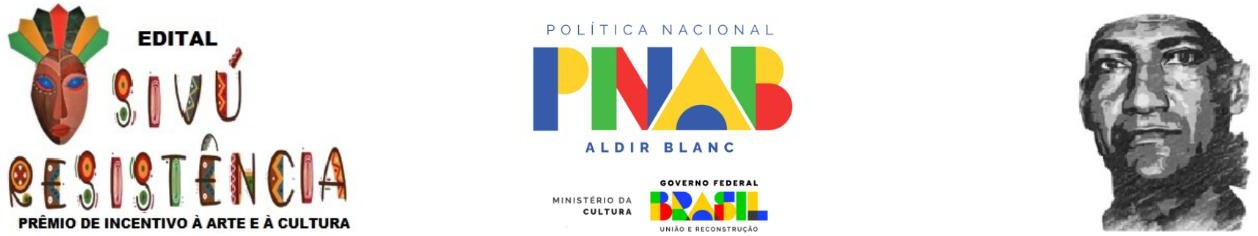 EDITAL
SIVÚ
RESISTÊNCIA
PRÊMIO DE INCENTIVO À ARTE E À CULTURA
POLÍTICA NACIONAL
PNAB
ALDIR BLANC
MINISTÉRIO DA
CULTURA
GOVERNO FEDERAL
BRASIL
UNIÃO E RECONSTRUÇÃO